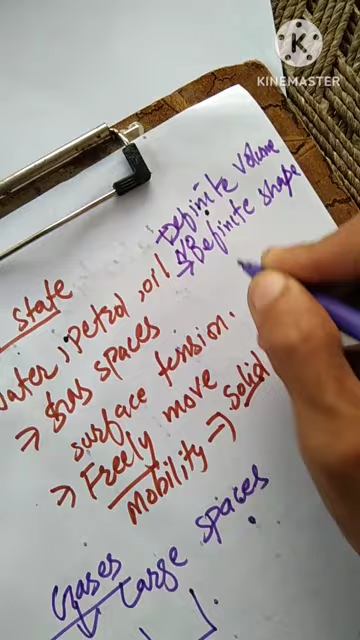 K
KINEMASTER
→Definite volume
→ Definite shape
state
water, Petrol, oil
→ spaces
surface tension.
→ Freely move
Mobility → Solid
Gases Large spaces